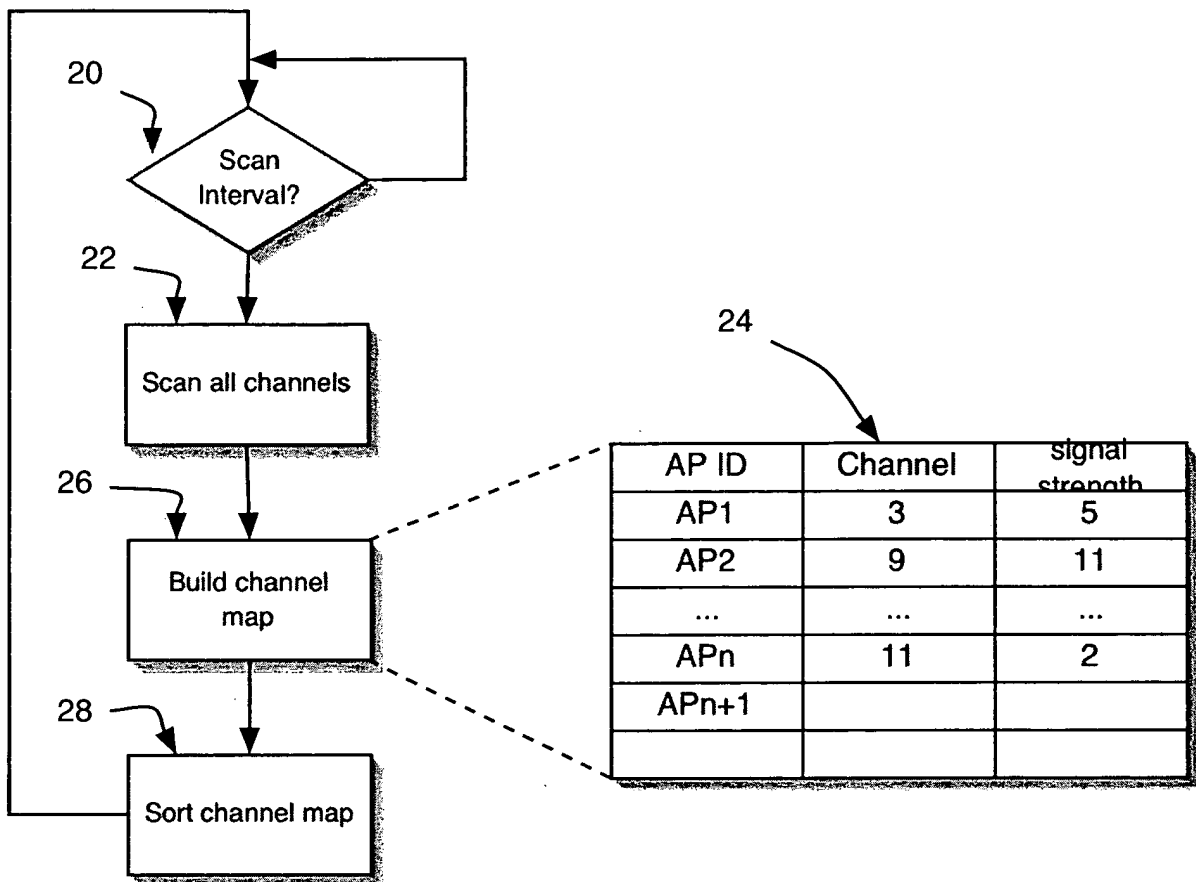 20
Scan
Interval?
22
Scan all channels
24
26
Build channel
map
AP ID Channel signal
strength
AP1 3 5
AP2 9 11
... ... ...
APn 11 2
APn+1
28
Sort channel map